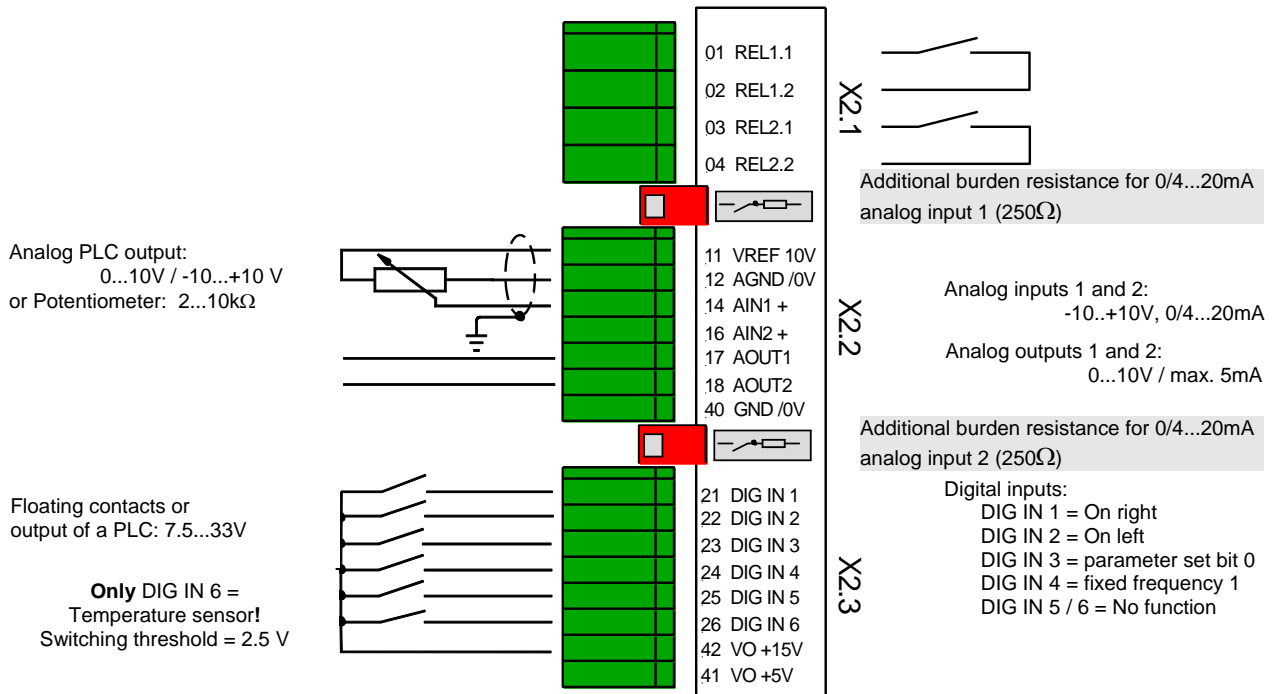 01 REL1.1
02 REL1.2
03 REL2.1
04 REL2.2
X2.1
Additional burden resistance for 0/4...20mA
analog input 1 (250Ω)
Analog PLC output:
0...10V / -10...+10 V
or Potentiometer: 2...10kΩ
11 VREF 10V
12 AGND /0V
14 AIN1 +
16 AIN2 +
17 AOUT1
18 AOUT2
40 GND /0V
X2.2
Analog inputs 1 and 2:
-10..+10V, 0/4...20mA
Analog outputs 1 and 2:
0...10V / max. 5mA
Additional burden resistance for 0/4...20mA
analog input 2 (250Ω)
Floating contacts or
output of a PLC: 7.5...33V
Only DIG IN 6 =
Temperature sensor!
Switching threshold = 2.5 V
21 DIG IN 1
22 DIG IN 2
23 DIG IN 3
24 DIG IN 4
25 DIG IN 5
26 DIG IN 6
42 VO +15V
41 VO +5V
X2.3
Digital inputs:
DIG IN 1 = On right
DIG IN 2 = On left
DIG IN 3 = parameter set bit 0
DIG IN 4 = fixed frequency 1
DIG IN 5 / 6 = No function